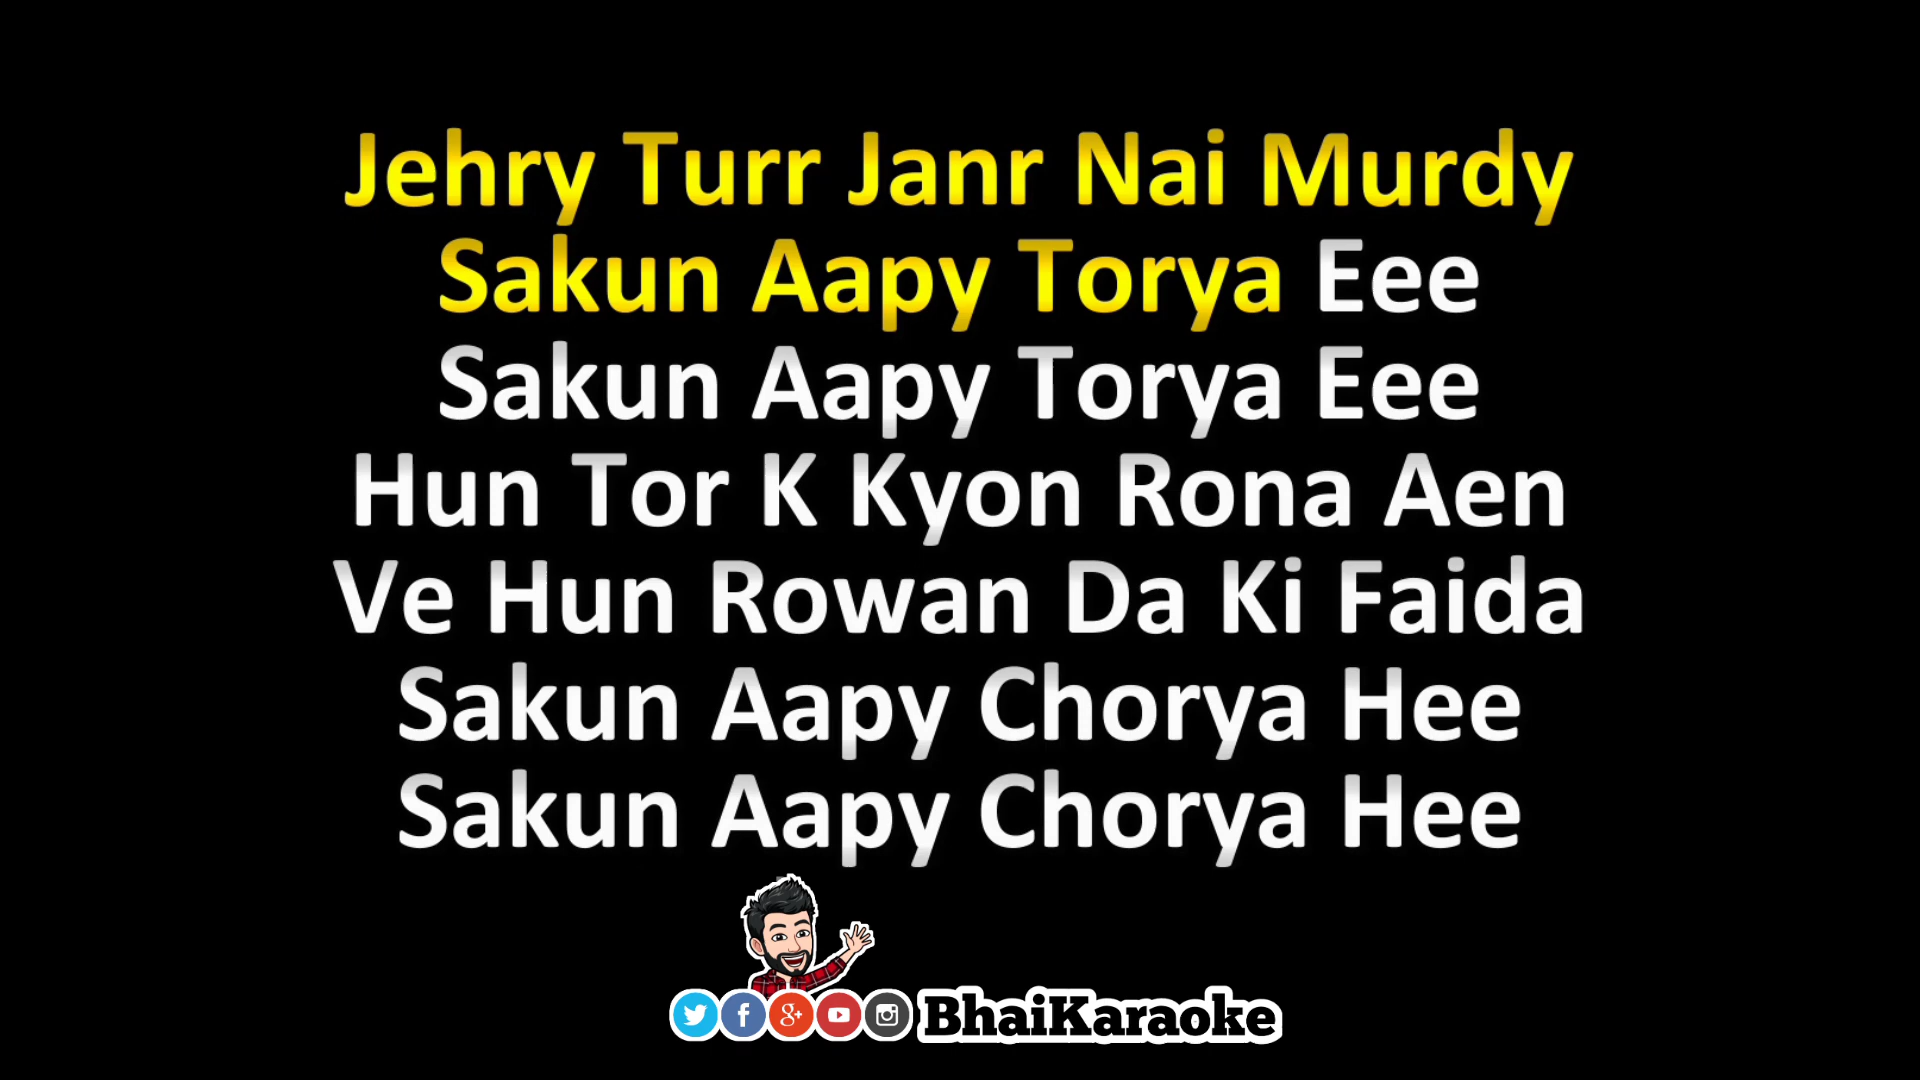 Jehry Turr Janr Nai Murdy
Sakun Aapy Torya Eee
Sakun Aapy Torya Eee
Hun Tor K Kyon Rona Aen
Ve Hun Rowan Da Ki Faida
Sakun Aapy Chorya Hee
Sakun Aapy Chorya Hee
BhaiKaraoke